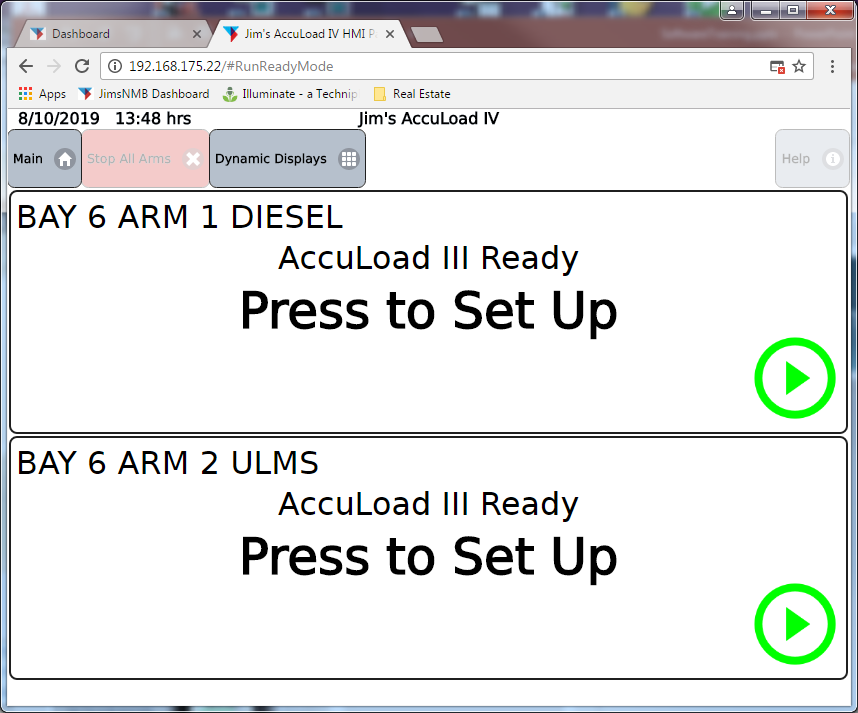 Dashboard
Jim's AccuLoad IV HMI P
192.168.175.22/#RunReadyMode
Apps JimsNMB Dashboard Illuminate - a Technip Real Estate
8/10/2019 13:48 hrs Jim's AccuLoad IV
Main Stop All Arms Dynamic Displays Help
BAY 6 ARM 1 DIESEL
AccuLoad III Ready
Press to Set Up
BAY 6 ARM 2 ULMS
AccuLoad III Ready
Press to Set Up